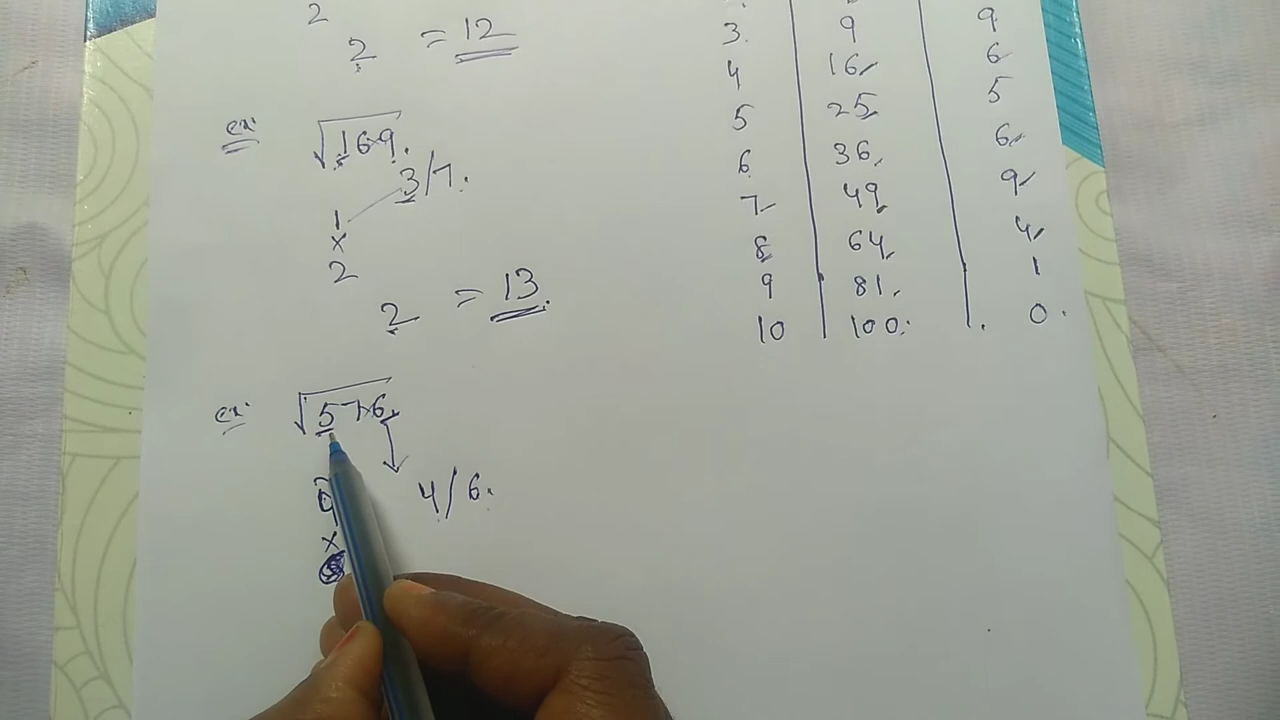 2
2 = 12
ex: √169.
3/7.
1
×
2
2 = 13.
ex: √576
4/6.
×
3. 9 9
4 16 6
5 25 5
6 36 6
7 49 9
8 64 4
9 81 1
10 100 0